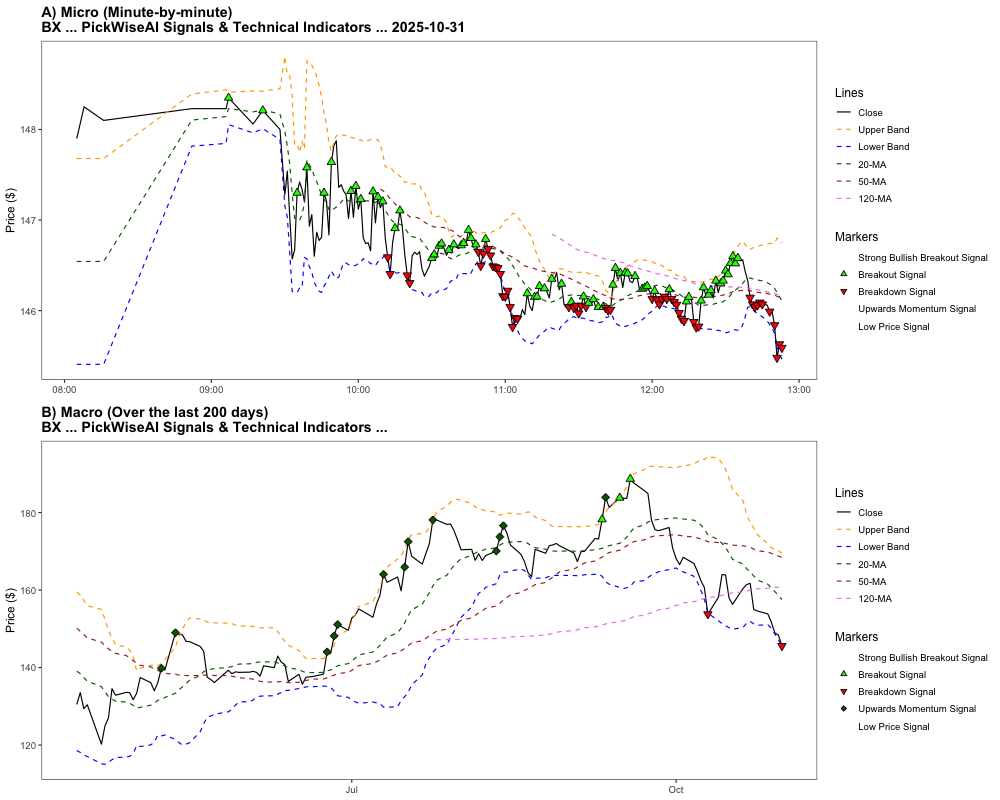 A) Micro (Minute-by-minute)
BX ... PickWiseAI Signals & Technical Indicators ... 2025-10-31
Price ($)
148
147
146
08:00
09:00
10:00
11:00
12:00
13:00
Lines
Close
Upper Band
Lower Band
20-MA
50-MA
120-MA
Markers
Strong Bullish Breakout Signal
Breakout Signal
Breakdown Signal
Upwards Momentum Signal
Low Price Signal
B) Macro (Over the last 200 days)
BX ... PickWiseAI Signals & Technical Indicators ...
Price ($)
180
160
140
120
Jul
Oct
Lines
Close
Upper Band
Lower Band
20-MA
50-MA
120-MA
Markers
Strong Bullish Breakout Signal
Breakout Signal
Breakdown Signal
Upwards Momentum Signal
Low Price Signal